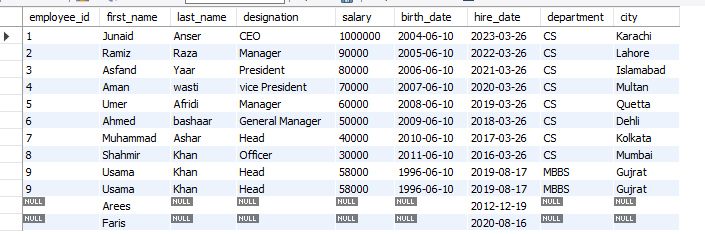 employee_id first_name last_name designation salary birth_date hire_date department city
1 Junaid Anser CEO 1000000 2004-06-10 2023-03-26 CS Karachi
2 Ramiz Raza Manager 90000 2005-06-10 2022-03-26 CS Lahore
3 Asfand Yaar President 80000 2006-06-10 2021-03-26 CS Islamabad
4 Aman wasti vice President 70000 2007-06-10 2020-03-26 CS Multan
5 Umer Afridi Manager 60000 2008-06-10 2019-03-26 CS Quetta
6 Ahmed bashaar General Manager 50000 2009-06-10 2018-03-26 CS Dehli
7 Muhammad Ashar Head 40000 2010-06-10 2017-03-26 CS Kolkata
8 Shahmir Khan Officer 30000 2011-06-10 2016-03-26 CS Mumbai
9 Usama Khan Head 58000 1996-06-10 2019-08-17 MBBS Gujrat
9 Usama Khan Head 58000 1996-06-10 2019-08-17 MBBS Gujrat
NULL Arees NULL NULL NULL NULL 2012-12-19 NULL NULL
NULL Faris NULL NULL NULL NULL 2020-08-16 NULL NULL